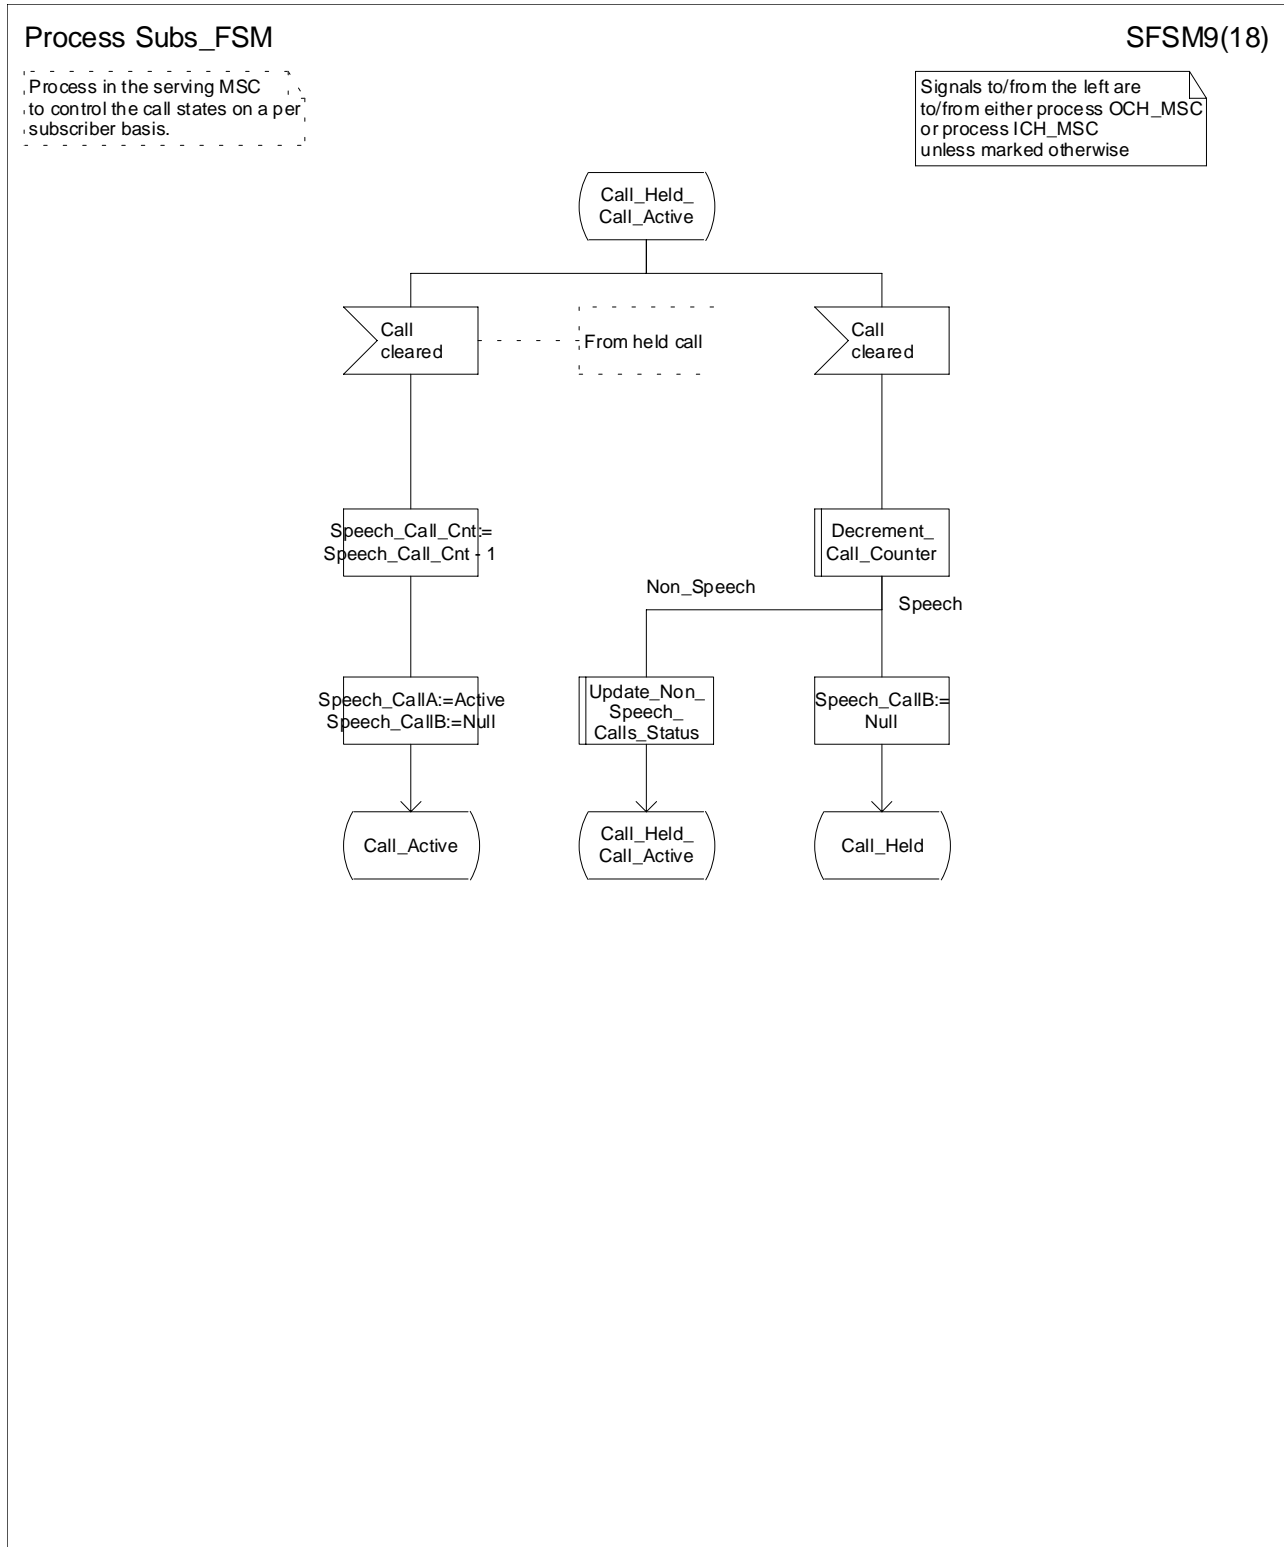 Process Subs_FSM
SFSM9(18)
Process in the serving MSC
to control the call states on a per
subscriber basis.
Signals to/from the left are
to/from either process OCH_MSC
or process ICH_MSC
unless marked otherwise
Call_Held_
Call_Active
Call
cleared
From held call
Call
cleared
Speech_Call_Cnt:=
Speech_Call_Cnt - 1
Decrement_
Call_Counter
Non_Speech
Speech
Speech_CallA:=Active
Speech_CallB:=Null
Update_Non_
Speech_
Calls_Status
Speech_CallB:=
Null
Call_Active
Call_Held_
Call_Active
Call_Held